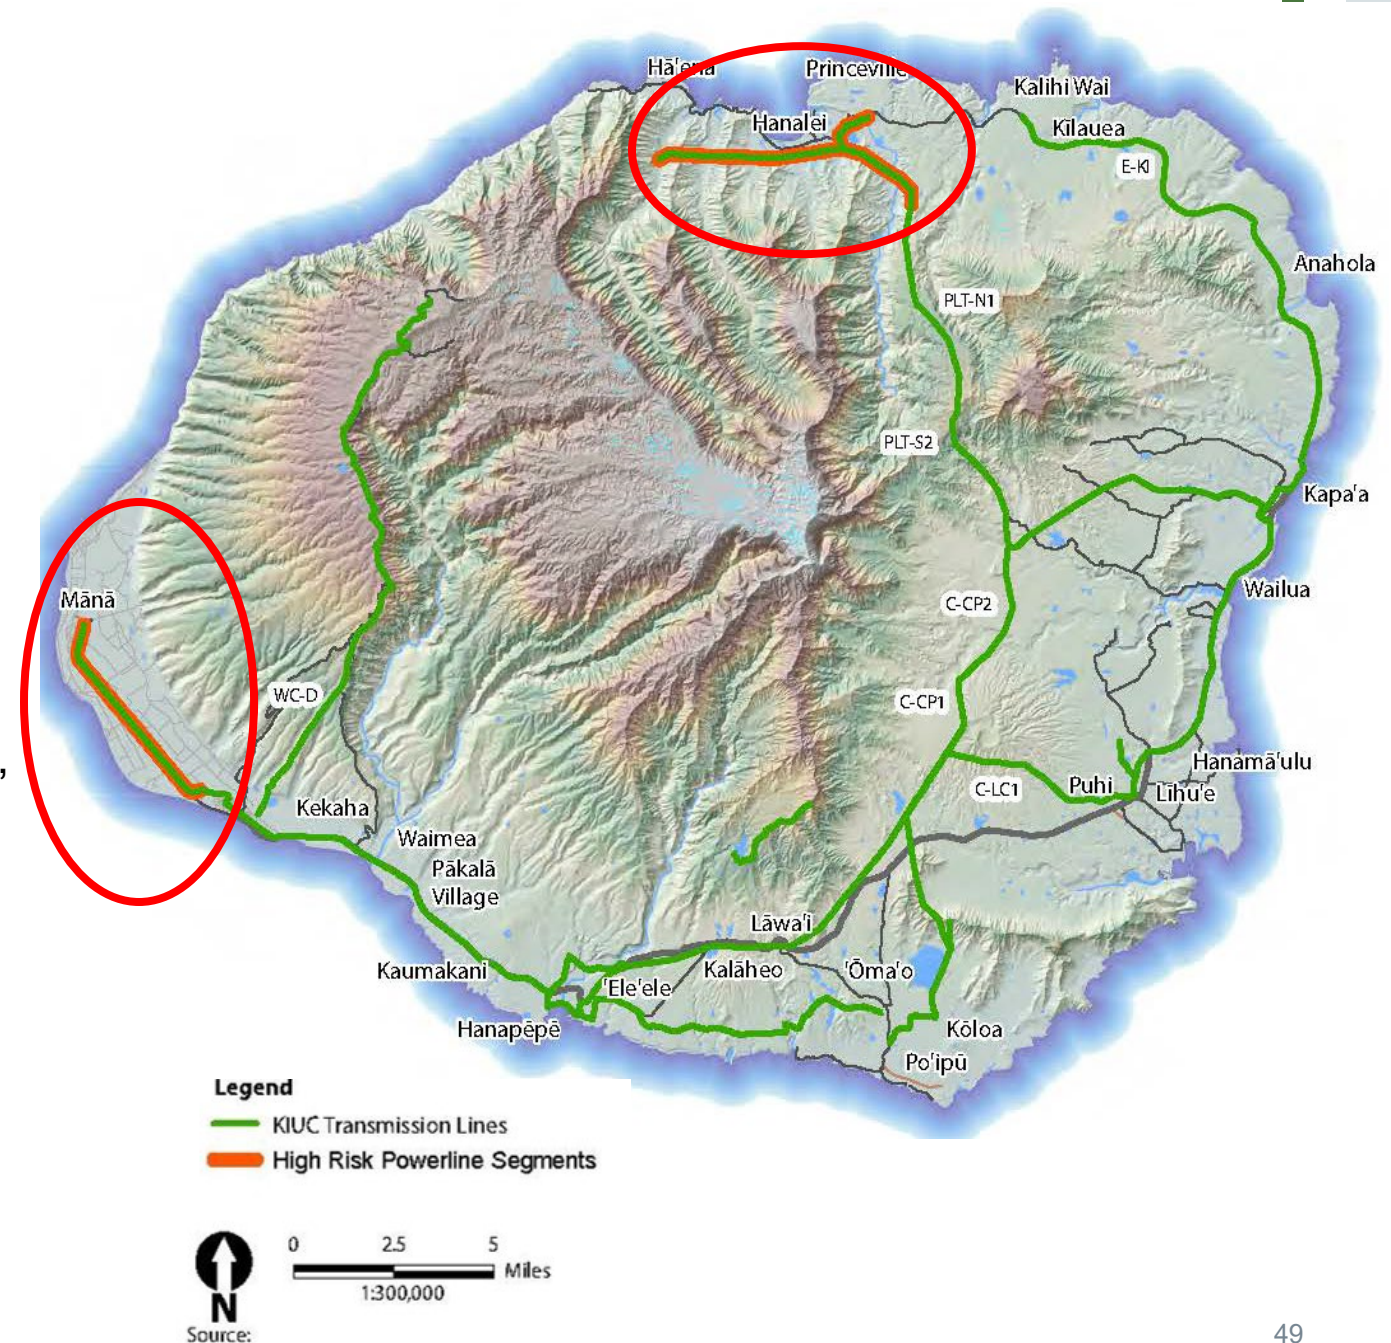 Hā'ena
Princeville
Kalihi Wai
Hanalei
Kīlauea
E-KI
Anahola
PLT-N1
PLT-S2
Kapa'a
Mānā
Wailua
C-CP2
WC-D
C-CP1
,
Hanamā'ulu
Puhi
C-LC1
Līhu'e
Kekaha
Waimea
Pākalā
Village
Lāwa'i
Kaumakani
Kalāheo
'Ōma'o
'Ele'ele
Hanapēpē
Kōloa
Po'ipū
Legend
KIUC Transmission Lines
High Risk Powerline Segments
0 2.5 5
Miles
1:300,000
N
Source:
49